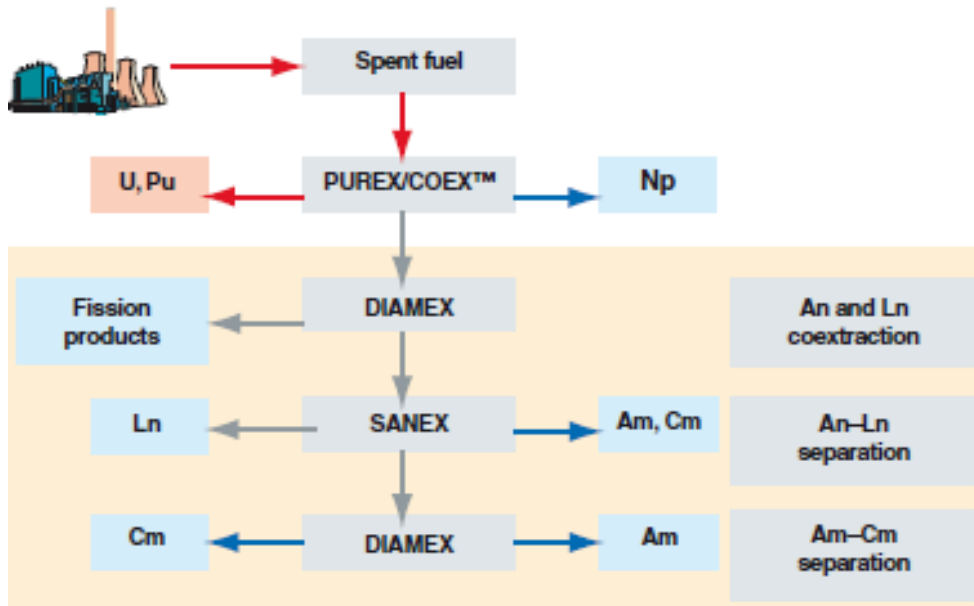 Spent fuel
U, Pu
PUREX/COEX™
Np
Fission
products
DIAMEX
An and Ln
coextraction
Ln
SANEX
Am, Cm
An–Ln
separation
Cm
DIAMEX
Am
Am–Cm
separation